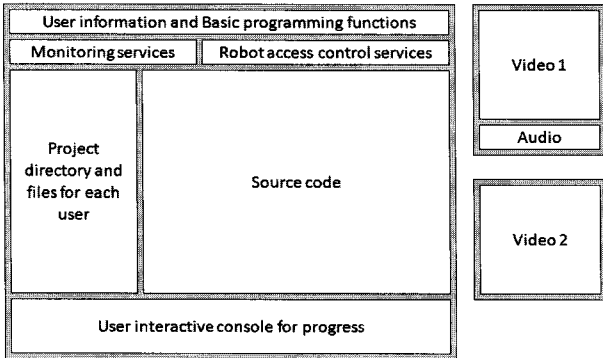 User information and Basic programming functions
Monitoring services
Robot access control services
Project
directory and
files for each
user
Source code
User interactive console for progress
Video 1
Audio
Video 2